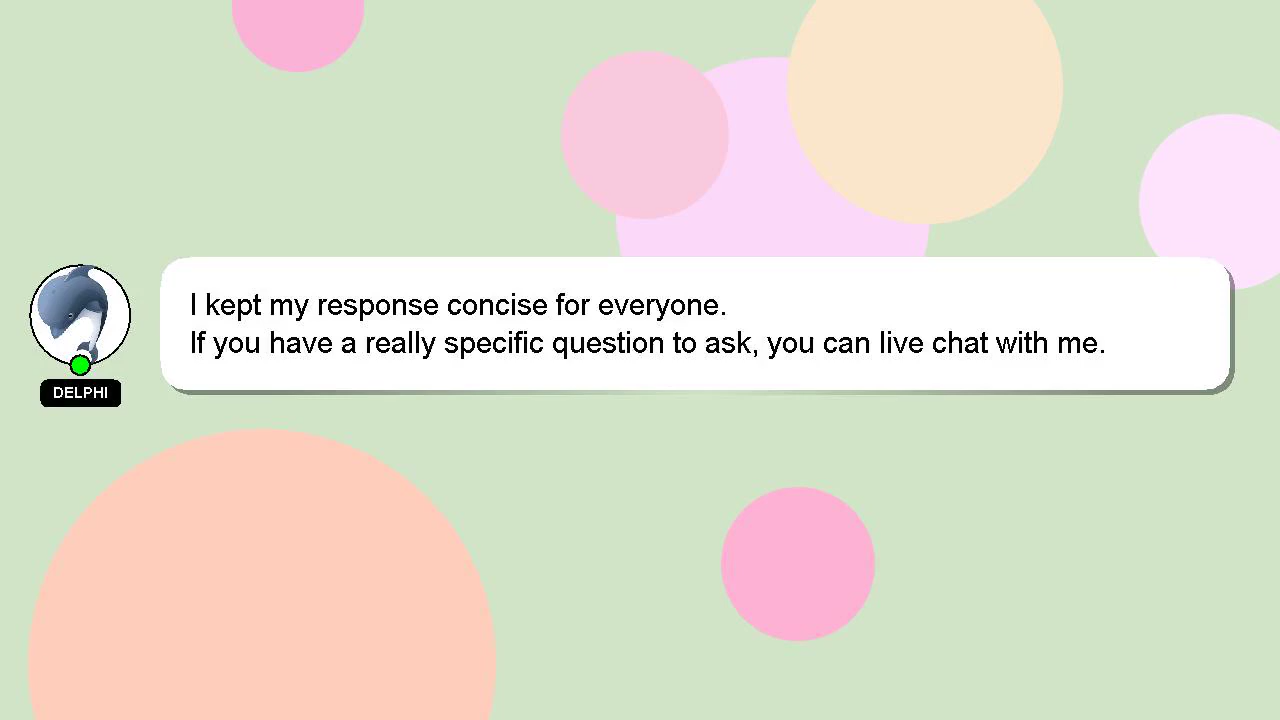 I kept my response concise for everyone.
If you have a really specific question to ask, you can live chat with me.
DELPHI